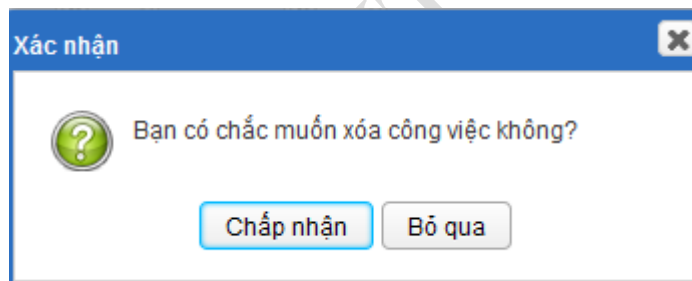 Xác nhận
Bạn có chắc muốn xóa công việc không?
Chấp nhận Bỏ qua